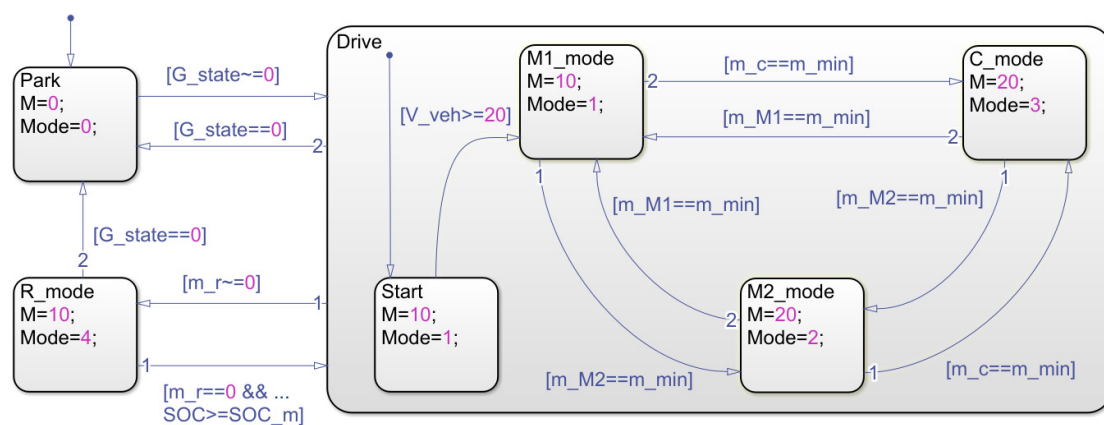 Park
M=0;
Mode=0;
[G_state~=0]
[G_state==0]
2
[G_state==0]
2
R_mode
M=10;
Mode=4;
[m_r~=0]
1
1
[m_r==0 && ...
SOC>=SOC_m]
Drive
Start
M=10;
Mode=1;
[V_veh>=20]
M1_mode
M=10;
Mode=1;
2
[m_c==m_min]
[m_M1==m_min]
2
C_mode
M=20;
Mode=3;
1
[m_M1==m_min]
[m_M2==m_min]
1
M2_mode
M=20;
Mode=2;
2
1
[m_M2==m_min]
[m_c==m_min]